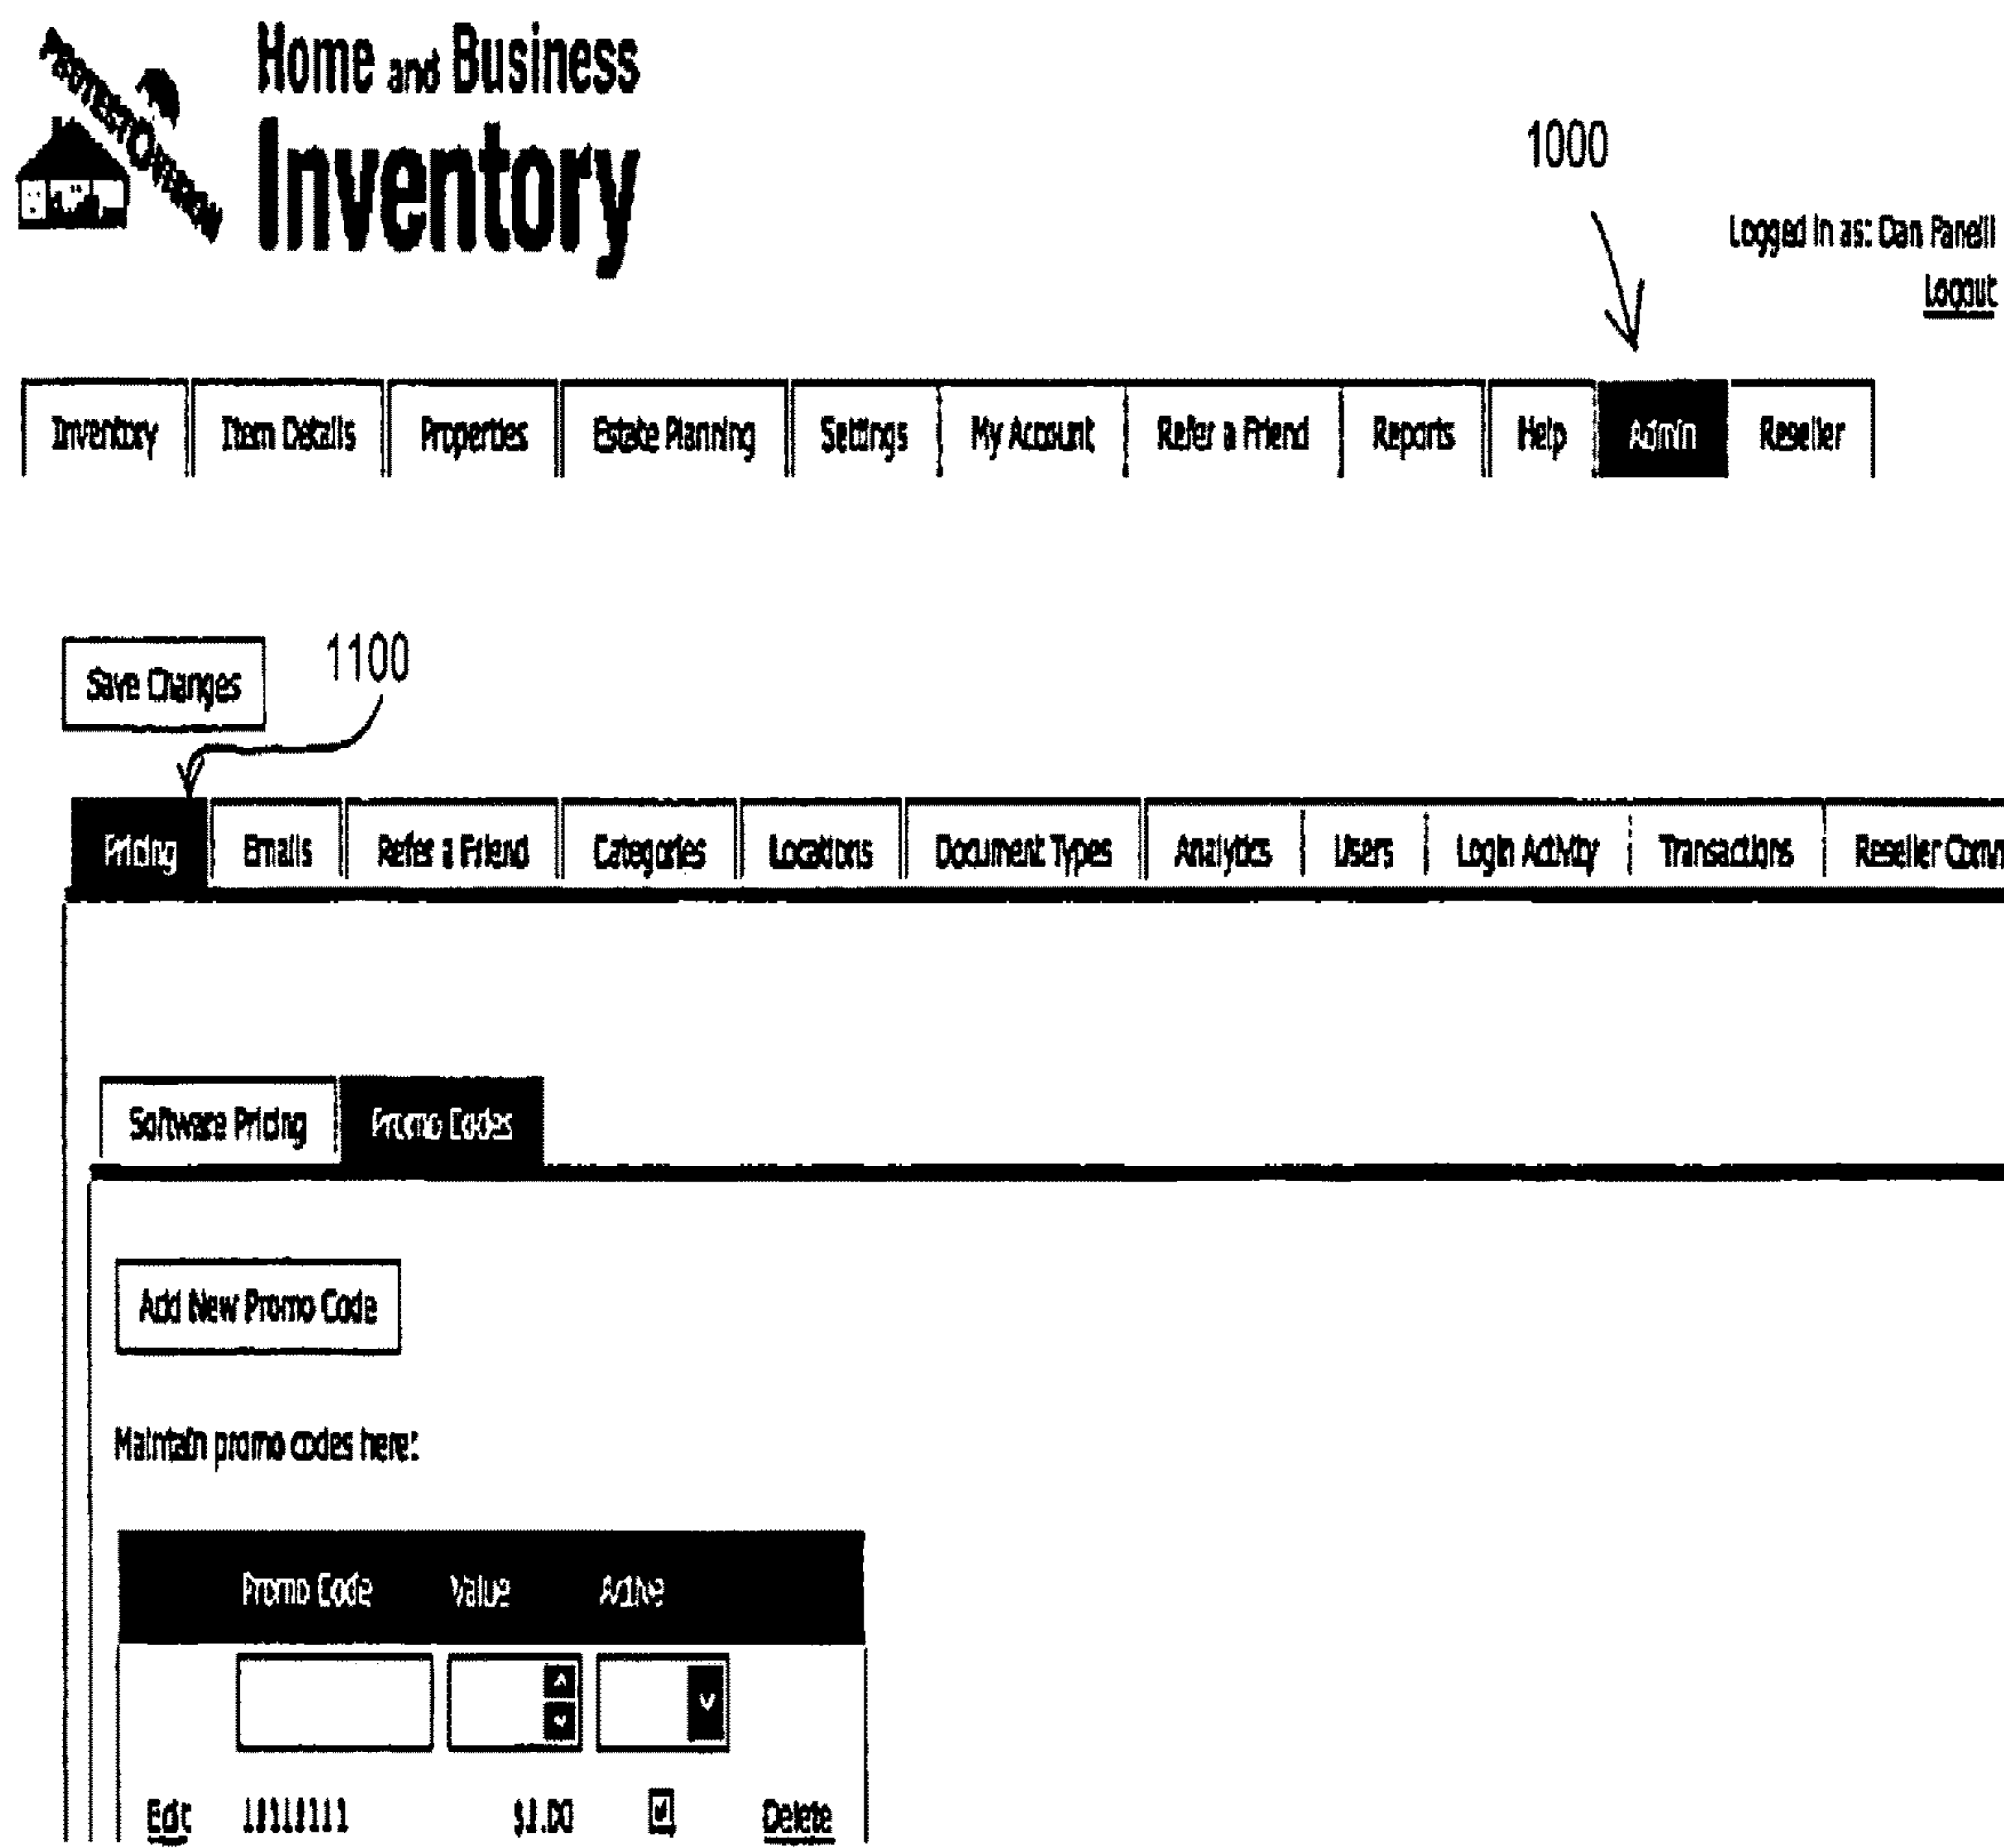 Home and Business
Inventory
1000
Logged in as: Dan Panelli
Logout
Inventory Item Details Properties Estate Planning Settings My Account Refer a Friend Reports Help Admin Reseller
Save Changes
1100
Pricing Emails Refer a Friend Categories Locations Document Types Analytics Users Login Activity Transactions Reseller Comm
Software Pricing Promo Codes
Add New Promo Code
Maintain promo codes here:
Promo Code Value Active
Edit 11111111 $1.00 Delete